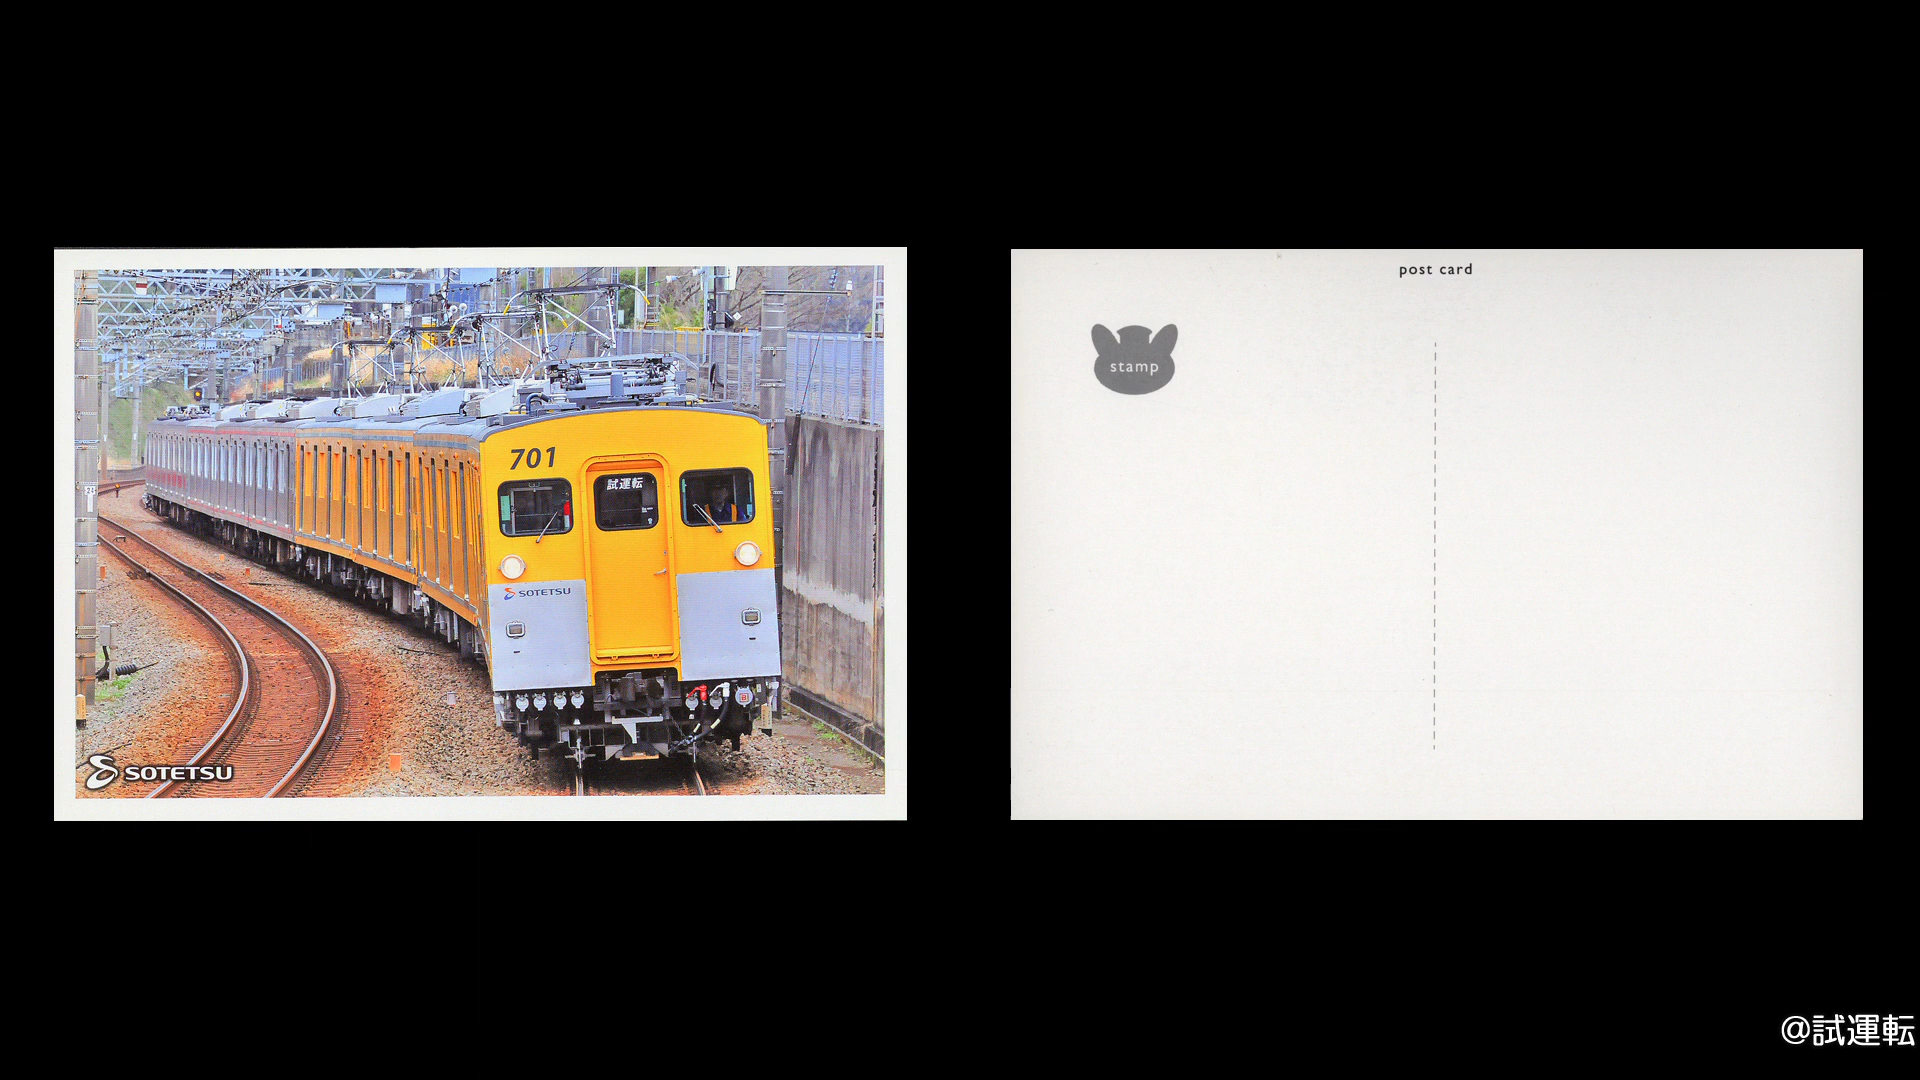 701
試運転
SOTETSU
SOTETSU
post card
stamp
@試運転